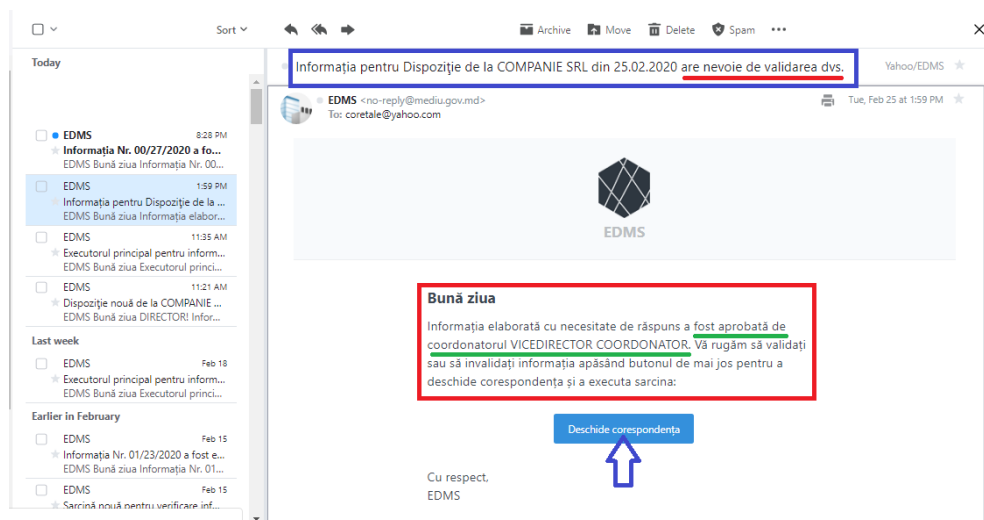 Sort
Archive
Move
Delete
Spam
Today
EDMS 8:28 PM
Informația Nr. 00/27/2020 a fo...
EDMS Bună ziua Informația Nr. 00...
EDMS 1:59 PM
Informația pentru Dispoziţie de la ...
EDMS Bună ziua Informația elabor...
EDMS 11:35 AM
Executorul principal pentru inform...
EDMS Bună ziua Executorul princi...
EDMS 11:21 AM
Dispoziţie nouă de la COMPANIE ...
EDMS Bună ziua DIRECTOR! Infor...
Last week
EDMS Feb 18
Executorul principal pentru inform...
EDMS Bună ziua Executorul princi...
Earlier in February
EDMS Feb 15
Informația Nr. 01/23/2020 a fost e...
EDMS Bună ziua Informația Nr. 01...
EDMS Feb 15
Sarcină nouă pentru verificare inf...
Informația pentru Dispoziţie de la COMPANIE SRL din 25.02.2020 are nevoie de validarea dvs.
Yahoo/EDMS
EDMS <no-reply@mediu.gov.md>
Tue, Feb 25 at 1:59 PM
To: coretale@yahoo.com
EDMS
Bună ziua
Informația elaborată cu necesitate de răspuns a fost aprobată de
coordonatorul VICEDIRECTOR COORDONATOR. Vă rugăm să validați
sau să invalidați informația apăsând butonul de mai jos pentru a
deschide corespondența și a executa sarcina:
Deschide corespondența
Cu respect,
EDMS